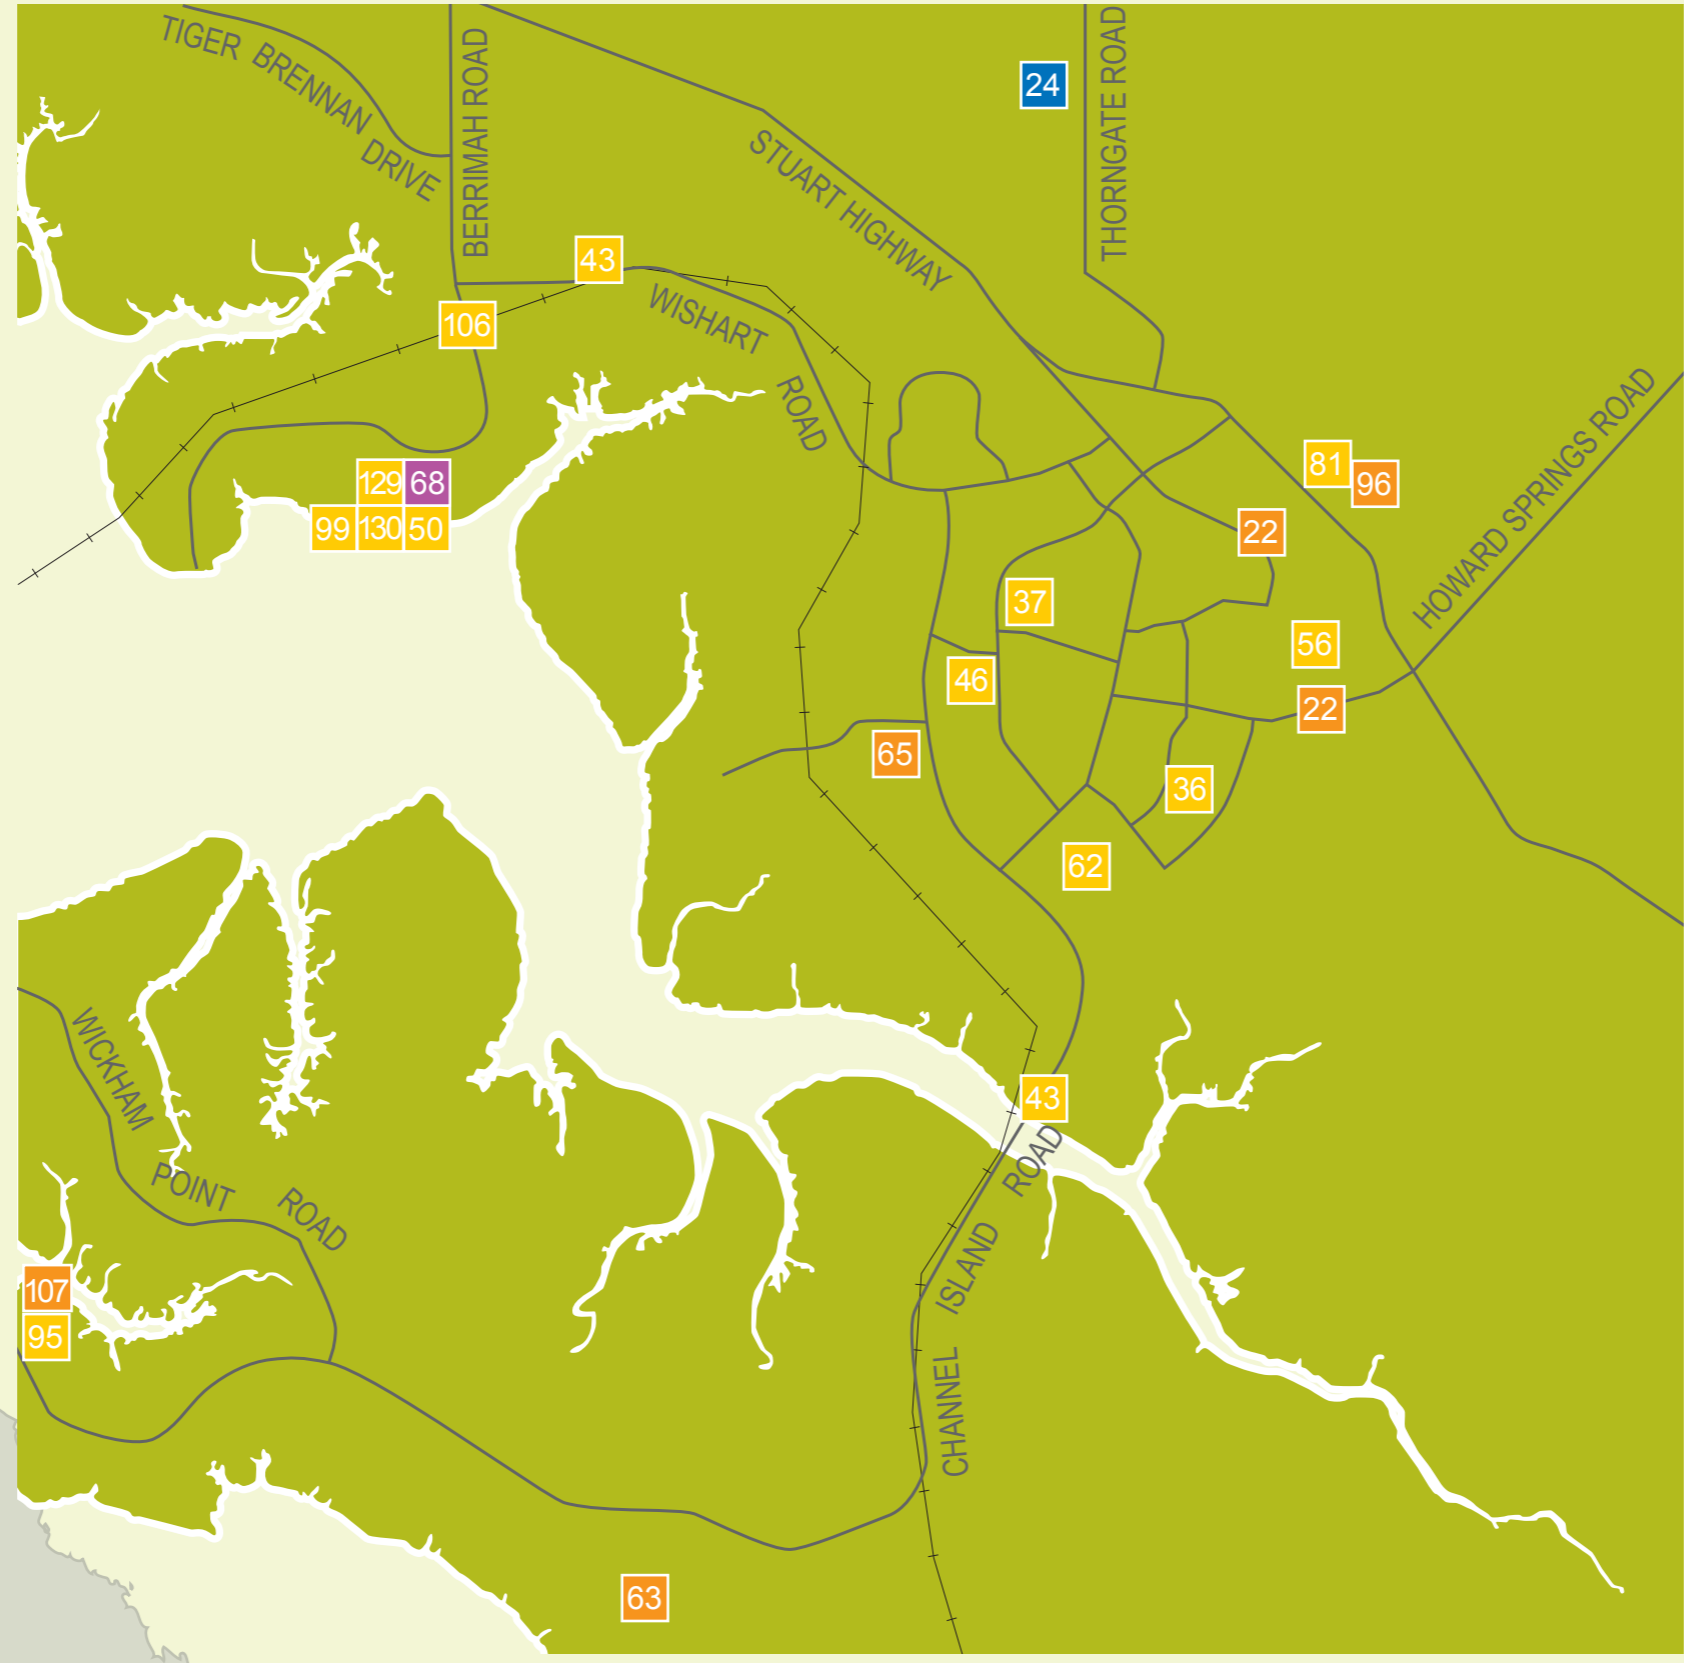 TIGER BRENNAN DRIVE
BERRIMAH ROAD
THORNGATE ROAD
24
STUART HIGHWAY
43
WISHART ROAD
106
HOWARD SPRINGS ROAD
129 68
99 130 50
81
96
22
37
56
46
22
65
36
62
WICKHAM POINT ROAD
43
CHANNEL ISLAND ROAD
107
95
63